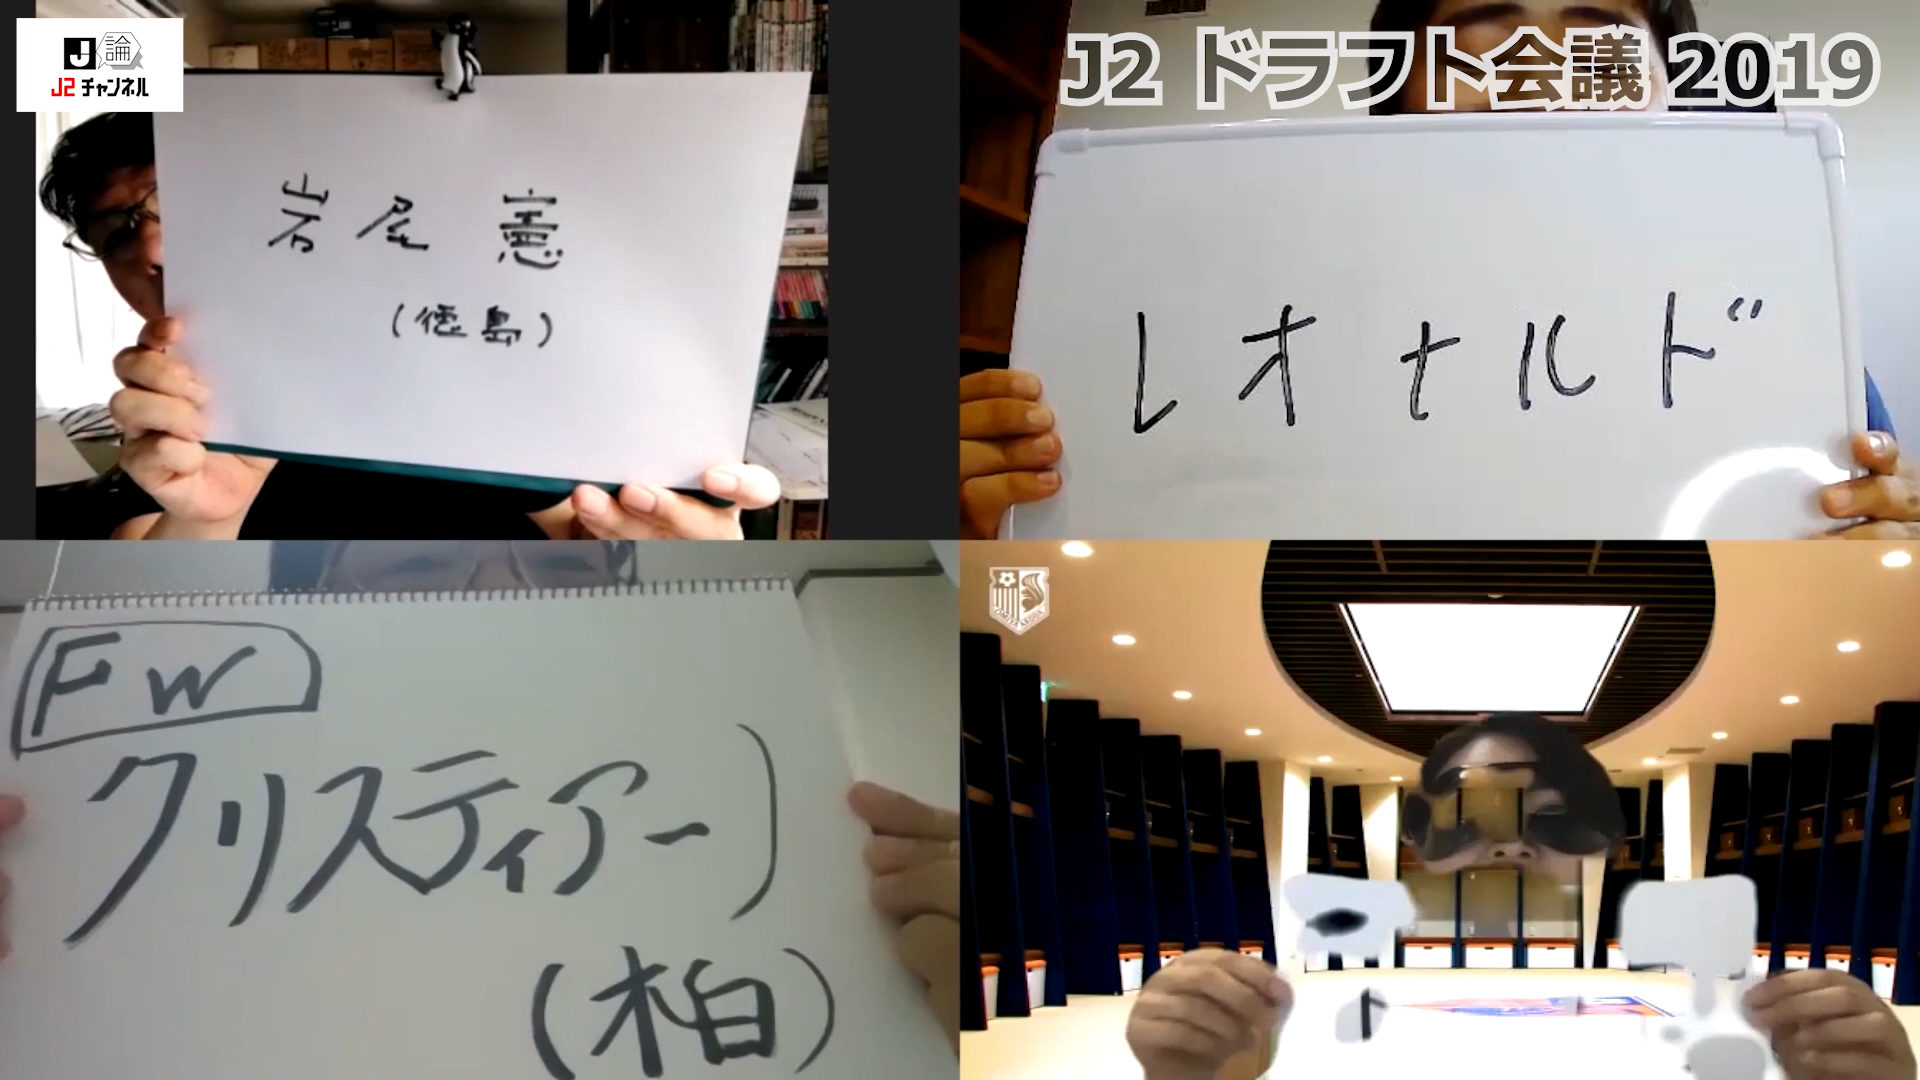 J論
J2 チャンネル
J2 ドラフト会議 2019
岩尾 憲
(徳島)
レオナルド
FW
クリスティアーノ
(柏)